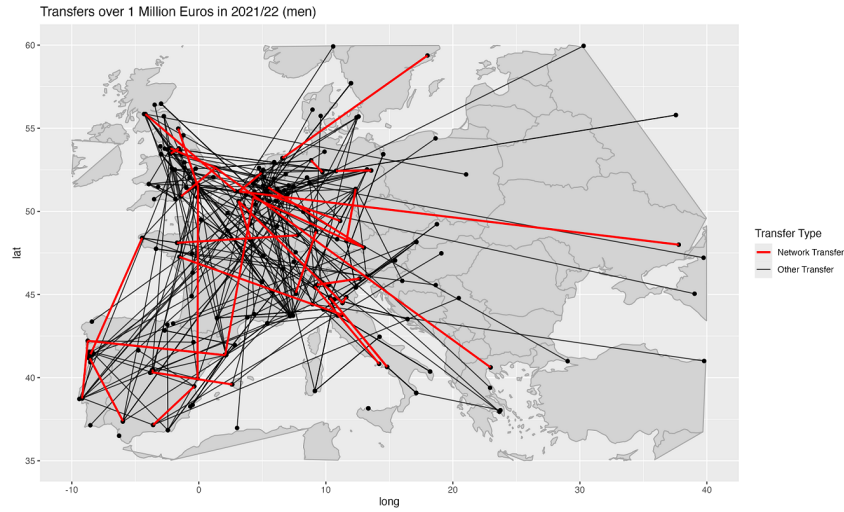 Transfers over 1 Million Euros in 2021/22 (men)
60
55
50
45
40
35
lat
-10
0
10
20
30
40
long
Transfer Type
Network Transfer
Other Transfer